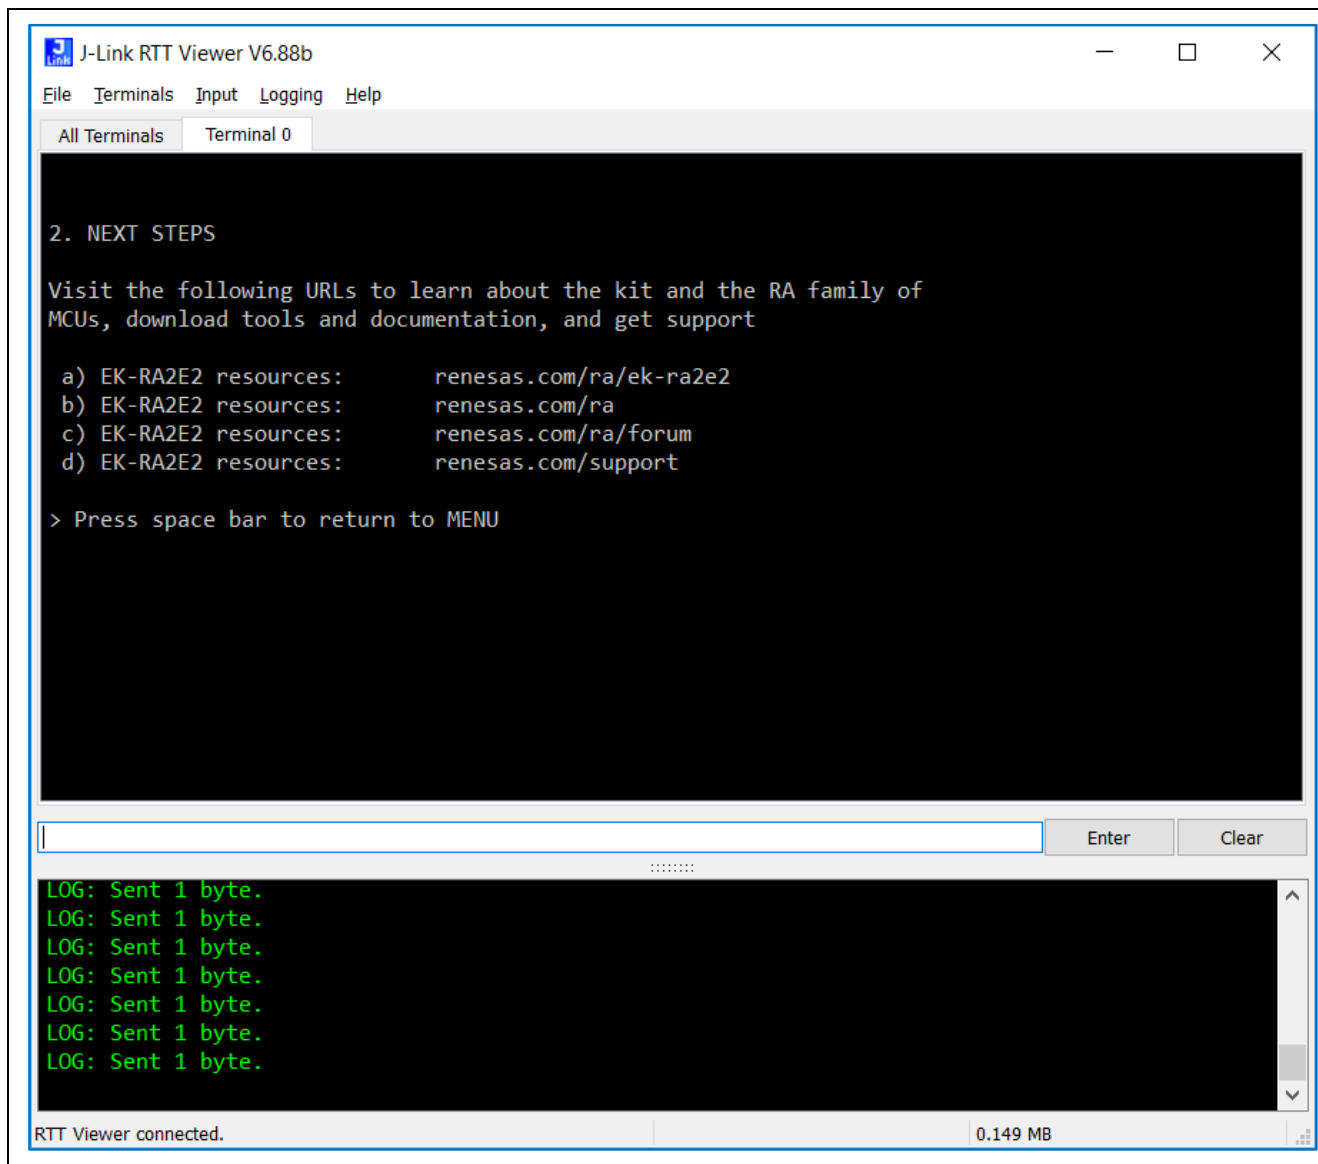 J-Link RTT Viewer V6.88b
File Terminals Input Logging Help
All Terminals Terminal 0
2. NEXT STEPS
Visit the following URLs to learn about the kit and the RA family of
MCUs, download tools and documentation, and get support
a) EK-RA2E2 resources: renesas.com/ra/ek-ra2e2
b) EK-RA2E2 resources: renesas.com/ra
c) EK-RA2E2 resources: renesas.com/ra/forum
d) EK-RA2E2 resources: renesas.com/support
> Press space bar to return to MENU
Enter Clear
LOG: Sent 1 byte.
LOG: Sent 1 byte.
LOG: Sent 1 byte.
LOG: Sent 1 byte.
LOG: Sent 1 byte.
LOG: Sent 1 byte.
LOG: Sent 1 byte.
RTT Viewer connected. 0.149 MB